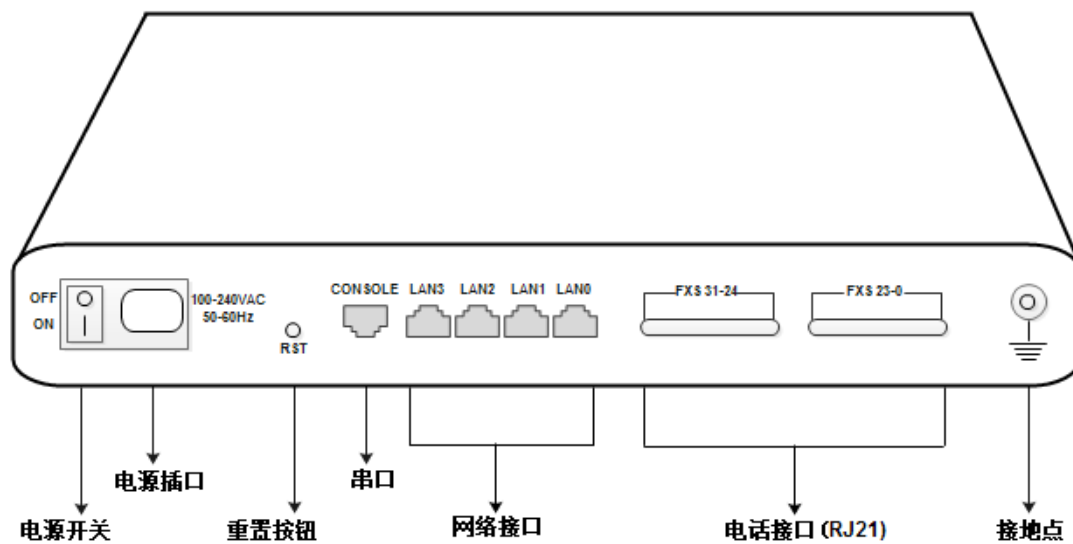 OFF
ON
100-240VAC
50-60Hz
RST
CONSOLE
LAN3
LAN2
LAN1
LAN0
FXS 31-24
FXS 23-0
电源开关
电源插口
重置按钮
串口
网络接口
电话接口 (RJ21)
接地点